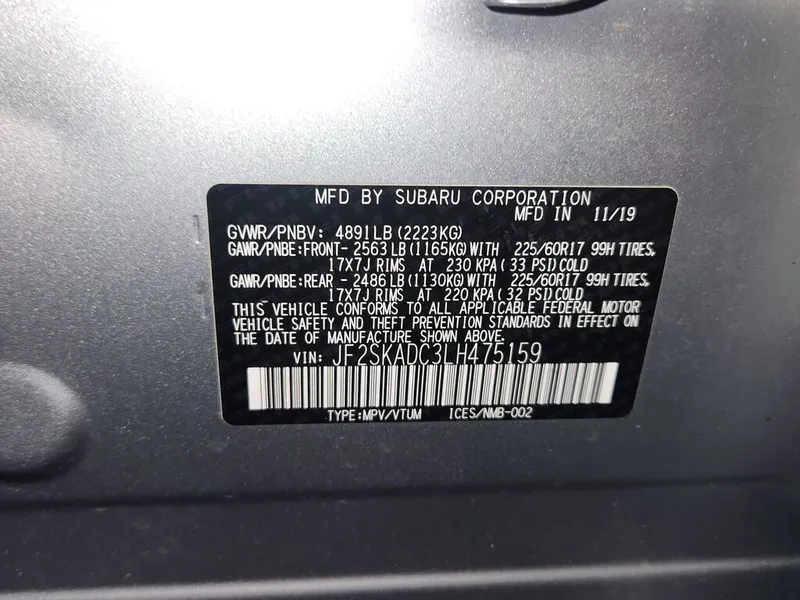 MFD BY SUBARU CORPORATION
MFD IN 11/19
GVWR/PNBV: 4891LB (2223KG)
GAWR/PNBE:FRONT- 2563LB (1165KG) WITH 225/60R17 99H TIRES,
17X7J RIMS AT 230 KPA ( 33 PSI) COLD
GAWR/PNBE:REAR - 2486LB (1130KG) WITH 225/60R17 99H TIRES,
17X7J RIMS AT 220 KPA ( 32 PSI) COLD
THIS VEHICLE CONFORMS TO ALL APPLICABLE FEDERAL MOTOR
VEHICLE SAFETY AND THEFT PREVENTION STANDARDS IN EFFECT ON
THE DATE OF MANUFACTURE SHOWN ABOVE.
VIN: JF2SKADC3LH475159
TYPE:MPV/VTUM ICES/NMB-002